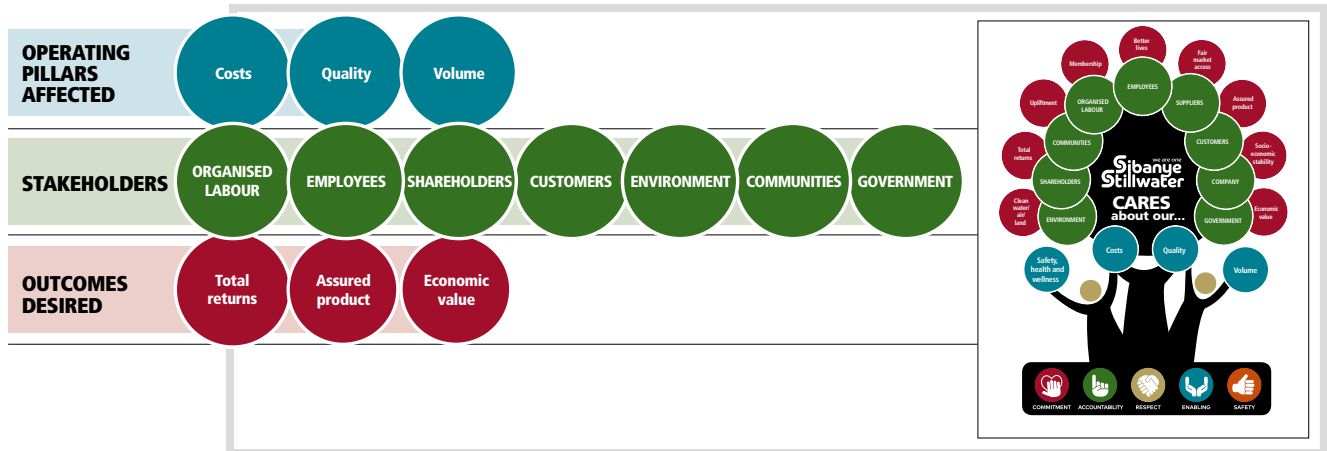 OPERATING
PILLARS
AFFECTED
Costs
Quality
Volume
STAKEHOLDERS
ORGANISED
LABOUR
EMPLOYEES
SHAREHOLDERS
CUSTOMERS
ENVIRONMENT
COMMUNITIES
GOVERNMENT
OUTCOMES
DESIRED
Total
returns
Assured
product
Economic
value
Better
lives
Membership
Fair
market
access
EMPLOYEES
Upliftment
ORGANISED
LABOUR
SUPPLIERS
Assured
product
Total
returns
COMMUNITIES
CUSTOMERS
Socio-
economic
stability
we are one
Sibanye
Stillwater
CARES
about our...
Clean
water/
air/
land
SHAREHOLDERS
COMPANY
Economic
value
ENVIRONMENT
GOVERNMENT
Safety,
health and
wellness
Costs
Quality
Volume
COMMITMENT
ACCOUNTABILITY
RESPECT
ENABLING
SAFETY